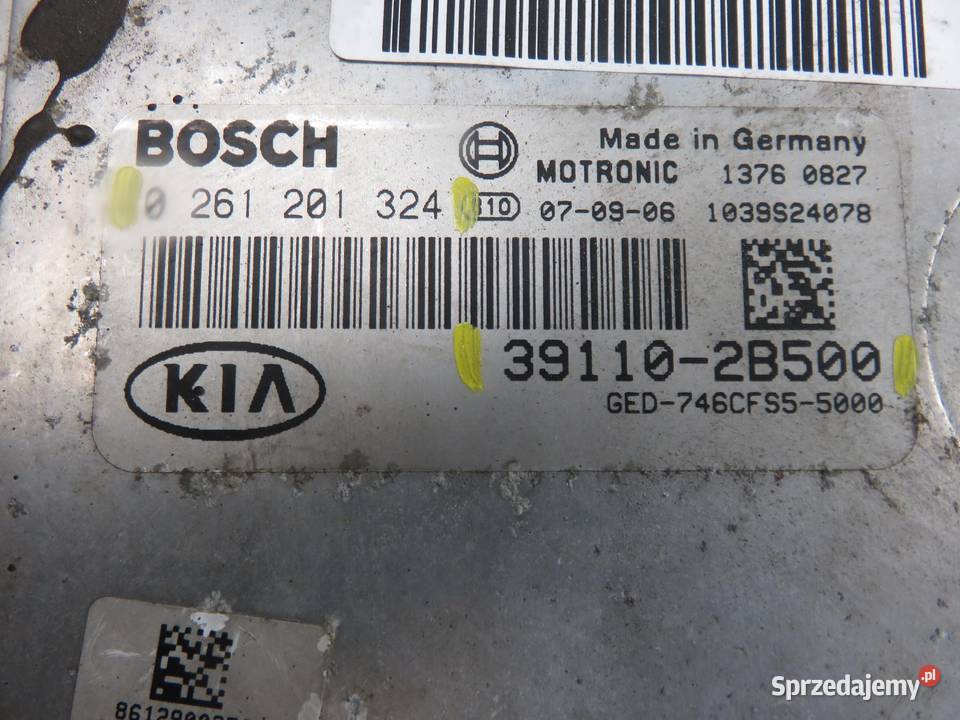 BOSCH
Made in Germany
MOTRONIC 1376 0827
0 261 201 324 310 07-09-06 1039S24078
39110-2B500
KIA
GED-746CFS5-5000
Sprzedajemy.pl